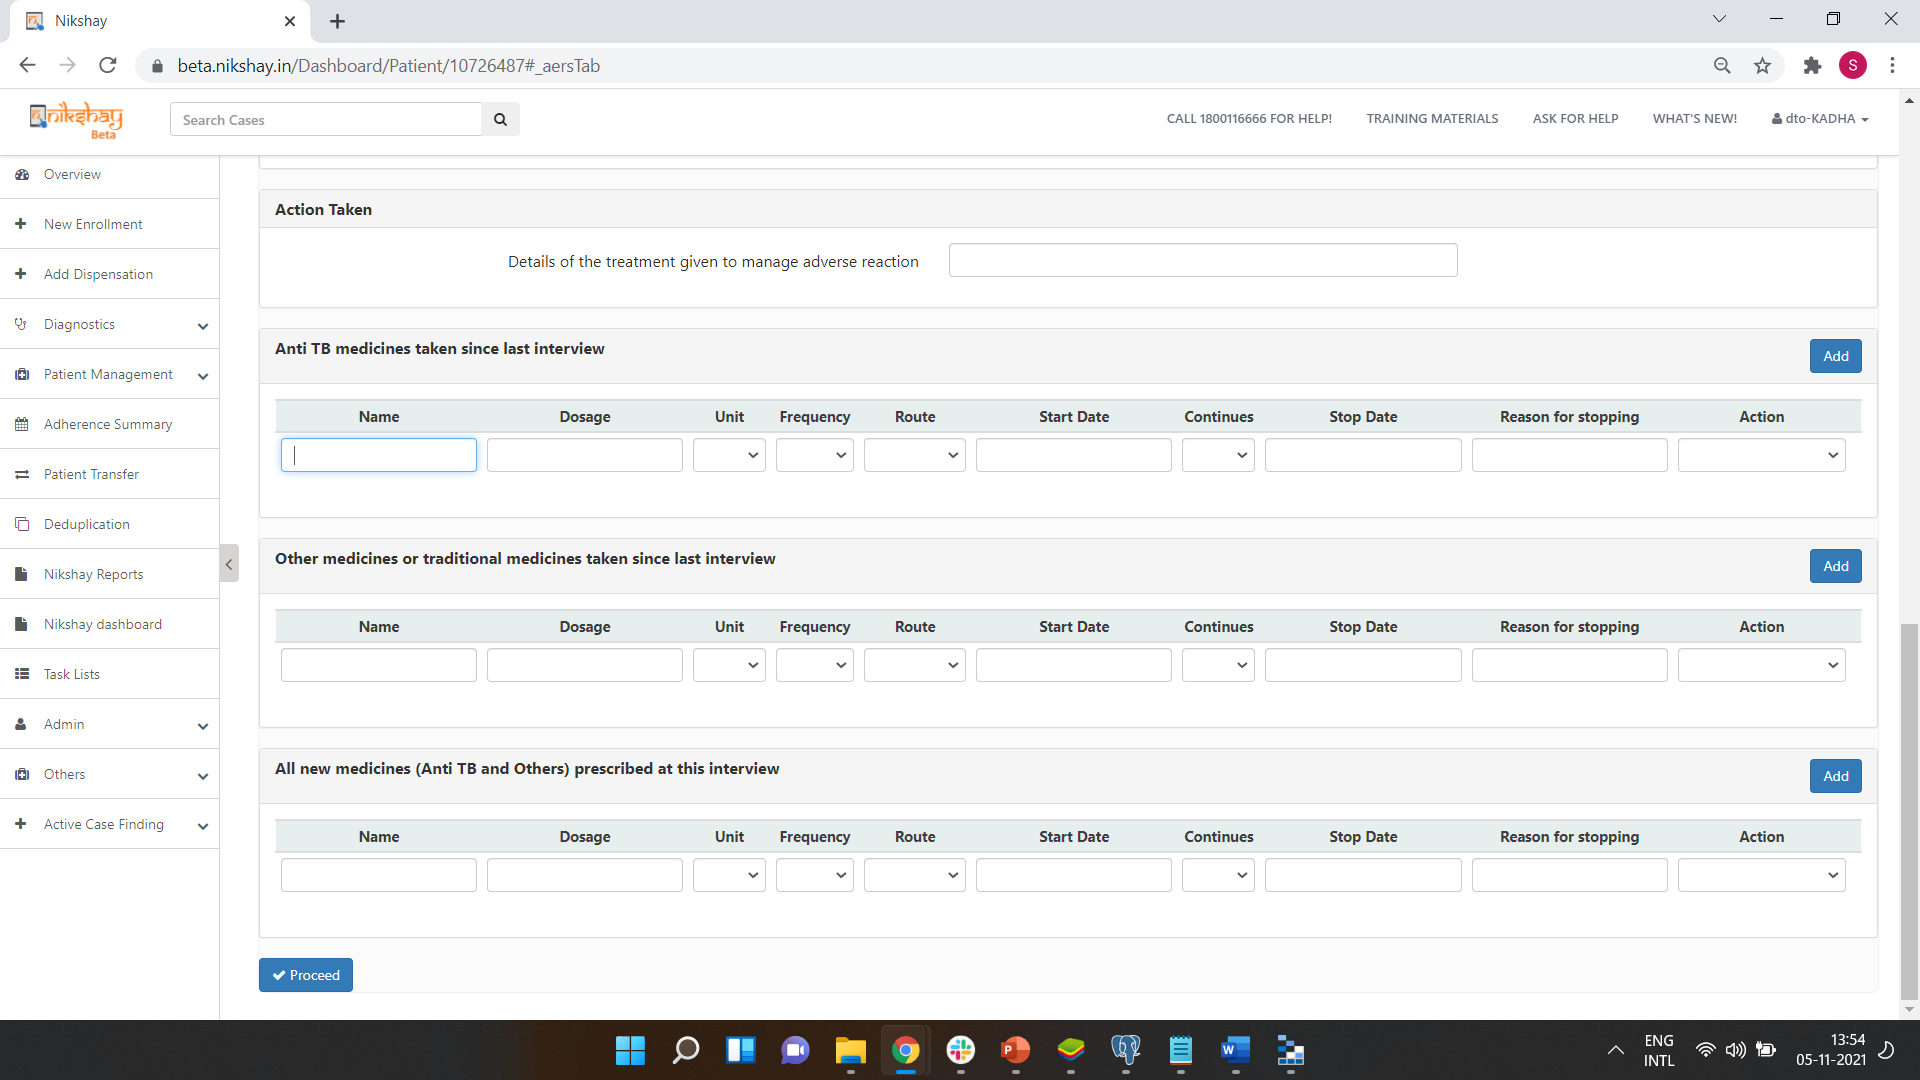 Nikshay
beta.nikshay.in/Dashboard/Patient/10726487#_aersTab
S
nikshay
Beta
Search Cases
CALL 1800116666 FOR HELP!
TRAINING MATERIALS
ASK FOR HELP
WHAT'S NEW!
dto-KADHA
Overview
New Enrollment
Add Dispensation
Diagnostics
Patient Management
Adherence Summary
Patient Transfer
Deduplication
Nikshay Reports
Nikshay dashboard
Task Lists
Admin
Others
Active Case Finding
Action Taken
Details of the treatment given to manage adverse reaction
Anti TB medicines taken since last interview
Add
Name Dosage Unit Frequency Route Start Date Continues Stop Date Reason for stopping Action
Other medicines or traditional medicines taken since last interview
Add
Name Dosage Unit Frequency Route Start Date Continues Stop Date Reason for stopping Action
All new medicines (Anti TB and Others) prescribed at this interview
Add
Name Dosage Unit Frequency Route Start Date Continues Stop Date Reason for stopping Action
Proceed
ENG
INTL
13:54
05-11-2021